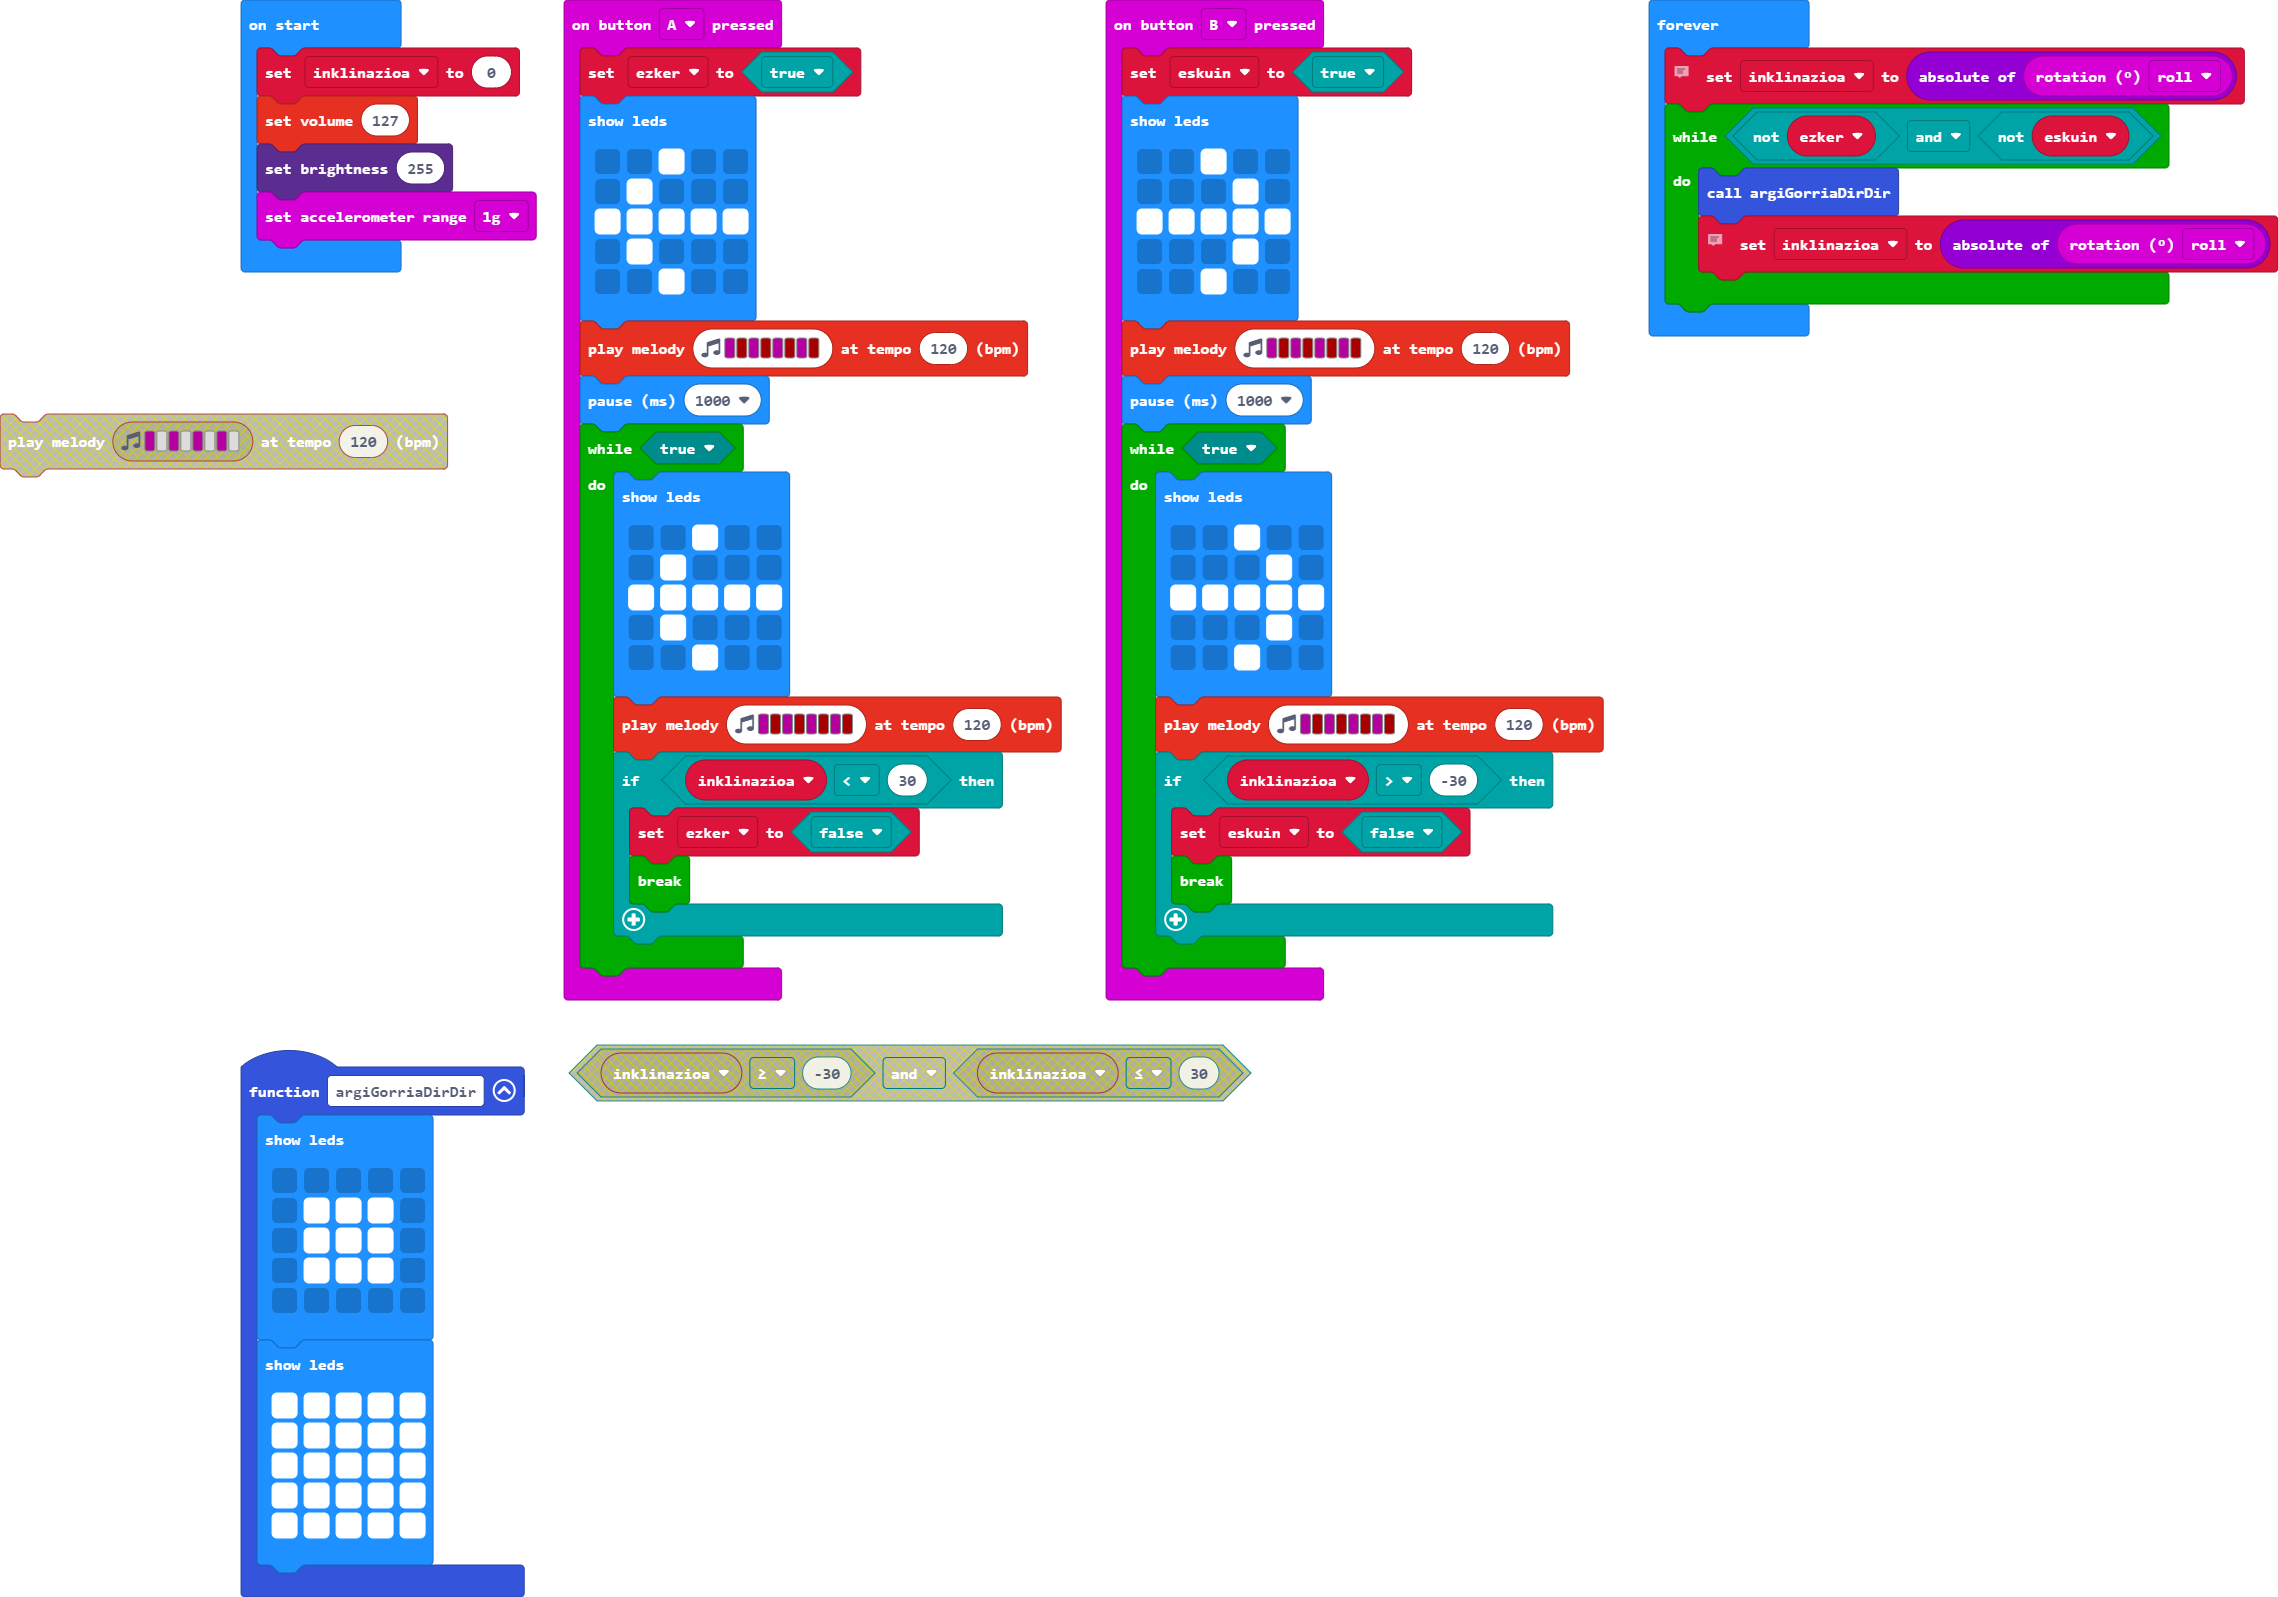 on start
set inklinazioa to 0
set volume 127
set brightness 255
set accelerometer range 1g
play melody at tempo 120 (bpm)
on button A pressed
set ezker to true
show leds
play melody at tempo 120 (bpm)
pause (ms) 1000
while true
do
show leds
play melody at tempo 120 (bpm)
if inklinazioa < 30 then
set ezker to false
break
on button B pressed
set eskuin to true
show leds
play melody at tempo 120 (bpm)
pause (ms) 1000
while true
do
show leds
play melody at tempo 120 (bpm)
if inklinazioa > -30 then
set eskuin to false
break
forever
set inklinazioa to absolute of rotation (º) roll
while not ezker and not eskuin
do
call argiGorriaDirDir
set inklinazioa to absolute of rotation (º) roll
function argiGorriaDirDir
show leds
show leds
inklinazioa ≥ -30 and inklinazioa ≤ 30